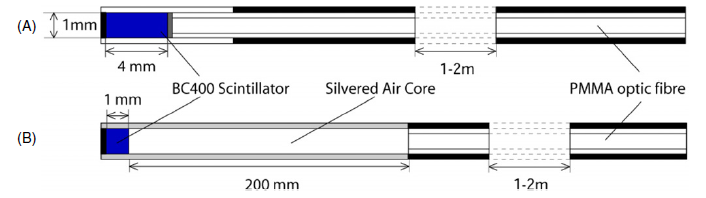 (A)
1mm
4 mm
1-2m
BC400 Scintillator
Silvered Air Core
PMMA optic fibre
1 mm
(B)
200 mm
1-2m